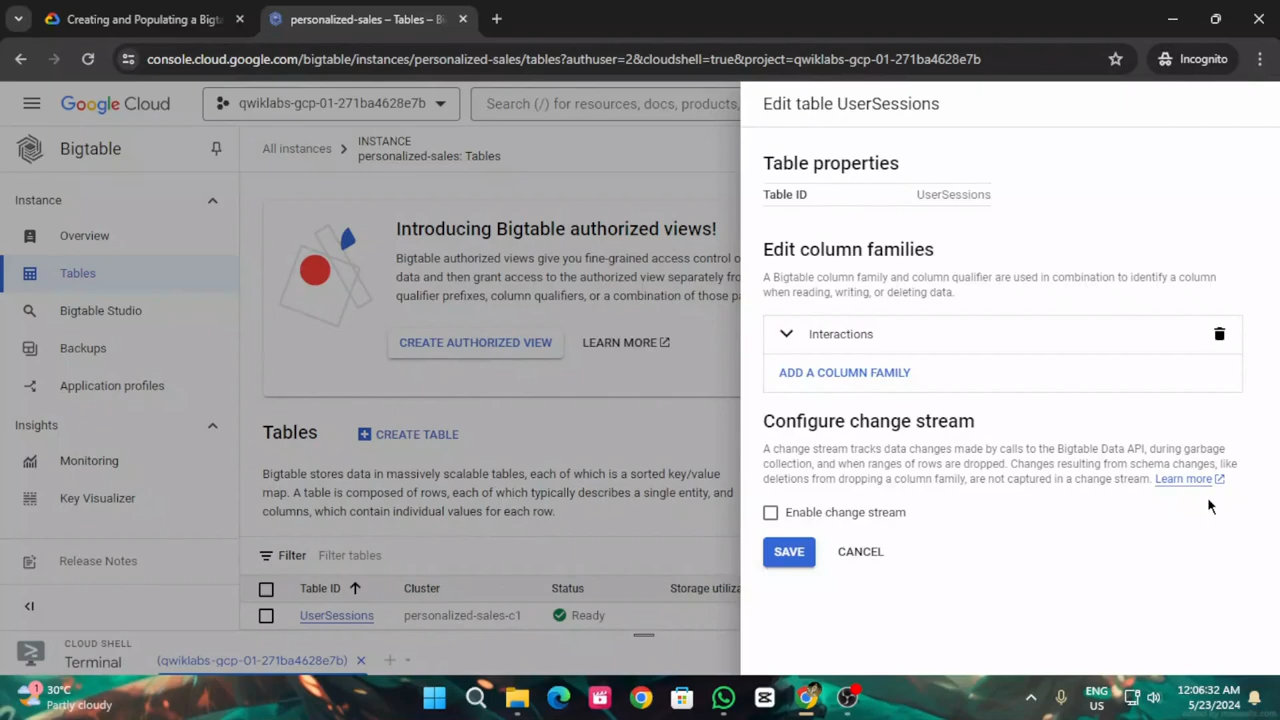 Creating and Populating a Bigta
personalized-sales – Tables – Bi
console.cloud.google.com/bigtable/instances/personalized-sales/tables?authuser=2&cloudshell=true&project=qwiklabs-gcp-01-271ba4628e7b
Incognito
Google Cloud
qwiklabs-gcp-01-271ba4628e7b
Search (/) for resources, docs, products,
Bigtable
All instances
INSTANCE
personalized-sales: Tables
Instance
Overview
Tables
Bigtable Studio
Backups
Application profiles
Insights
Monitoring
Key Visualizer
Release Notes
Introducing Bigtable authorized views!
Bigtable authorized views give you fine-grained access control o
data and then grant access to the authorized view separately from
qualifier prefixes, column qualifiers, or a combination of those pa
CREATE AUTHORIZED VIEW
LEARN MORE
Tables
CREATE TABLE
Bigtable stores data in massively scalable tables, each of which is a sorted key/value
map. A table is composed of rows, each of which typically describes a single entity, and
columns, which contain individual values for each row.
Filter
Filter tables
Table ID
Cluster
Status
Storage utiliza
UserSessions
personalized-sales-c1
Ready
Edit table UserSessions
Table properties
Table ID
UserSessions
Edit column families
A Bigtable column family and column qualifier are used in combination to identify a column
when reading, writing, or deleting data.
Interactions
ADD A COLUMN FAMILY
Configure change stream
A change stream tracks data changes made by calls to the Bigtable Data API, during garbage
collection, and when ranges of rows are dropped. Changes resulting from schema changes, like
deletions from dropping a column family, are not captured in a change stream. Learn more
Enable change stream
SAVE
CANCEL
CLOUD SHELL
Terminal
(qwiklabs-gcp-01-271ba4628e7b)
1
30°C
Partly cloudy
ENG
US
12:06:32 AM
5/23/2024